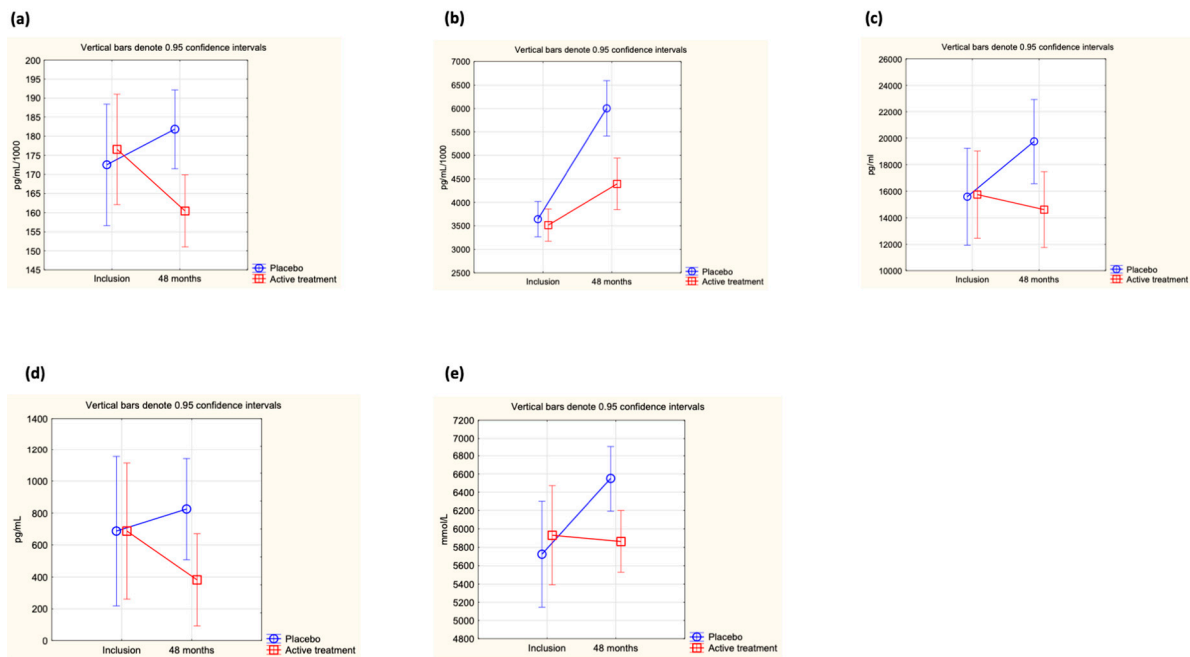 (a)
Vertical bars denote 0.95 confidence intervals
200
195
190
185
180
175
170
165
160
155
150
145
pg/mL/1000
Inclusion 48 months
Placebo
Active treatment
(b)
Vertical bars denote 0.95 confidence intervals
7000
6500
6000
5500
5000
4500
4000
3500
3000
2500
pg/mL/1000
Inclusion 48 months
Placebo
Active treatment
(c)
Vertical bars denote 0.95 confidence intervals
26000
24000
22000
20000
18000
16000
14000
12000
10000
pg/ml
Inclusion 48 months
Placebo
Active treatment
(d)
Vertical bars denote 0.95 confidence intervals
1400
1200
1000
800
600
400
200
0
pg/mL
Inclusion 48 months
Placebo
Active treatment
(e)
Vertical bars denote 0.95 confidence intervals
7200
7000
6800
6600
6400
6200
6000
5800
5600
5400
5200
5000
4800
mmol/L
Inclusion 48 months
Placebo
Active treatment